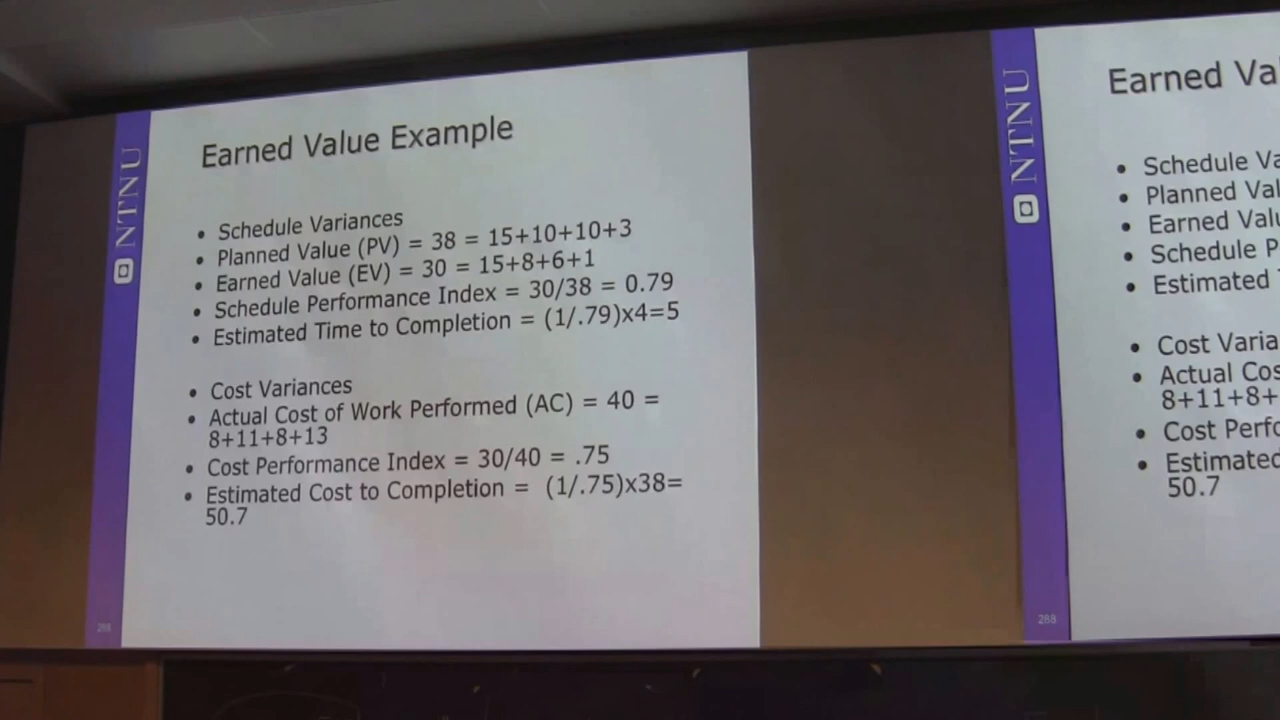 NTNU
Earned Value Example
• Schedule Variances
• Planned Value (PV) = 38 = 15+10+10+3
• Earned Value (EV) = 30 = 15+8+6+1
• Schedule Performance Index = 30/38 = 0.79
• Estimated Time to Completion = (1/.79)x4=5
• Cost Variances
• Actual Cost of Work Performed (AC) = 40 =
8+11+8+13
• Cost Performance Index = 30/40 = .75
• Estimated Cost to Completion = (1/.75)x38=
50.7
268
NTNU
Earned Va
• Schedule Va
• Planned Val
• Earned Valu
• Schedule P
• Estimated
• Cost Varia
• Actual Cos
8+11+8+
• Cost Perfo
• Estimated
50.7
268